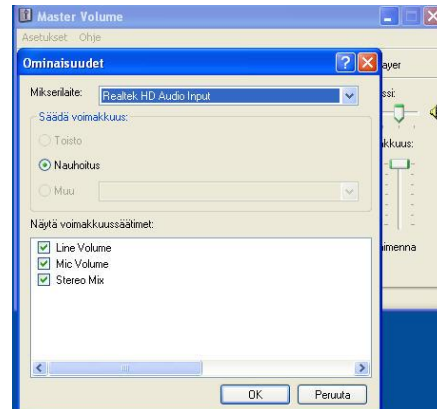 Master Volume
Asetukset Ohje
Ominaisuudet
ayer
Mikserilaite: Realtek HD Audio Input
ssi:
Säädä voimakkuus:
Toisto
kkuus:
Nauhoitus
Muu
Näytä voimakkuussäätimet:
Line Volume
imenna
Mic Volume
Stereo Mix
OK Peruuta